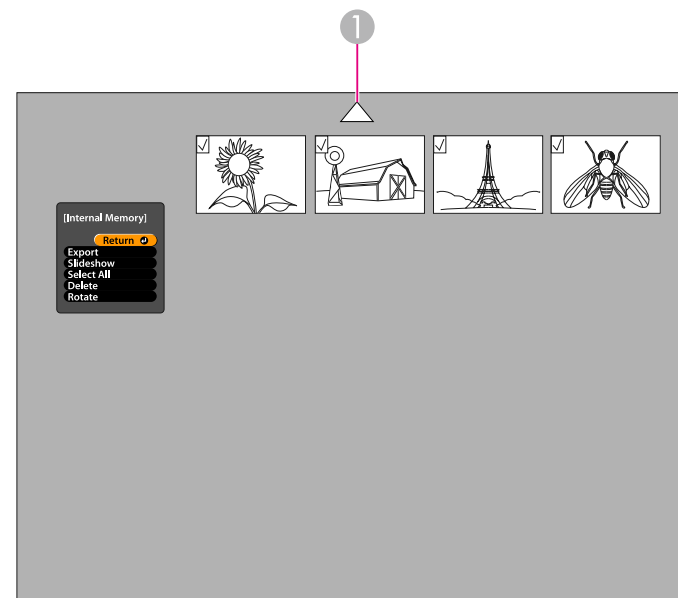 1
[Internal Memory]
Return
Export
Slideshow
Select All
Delete
Rotate